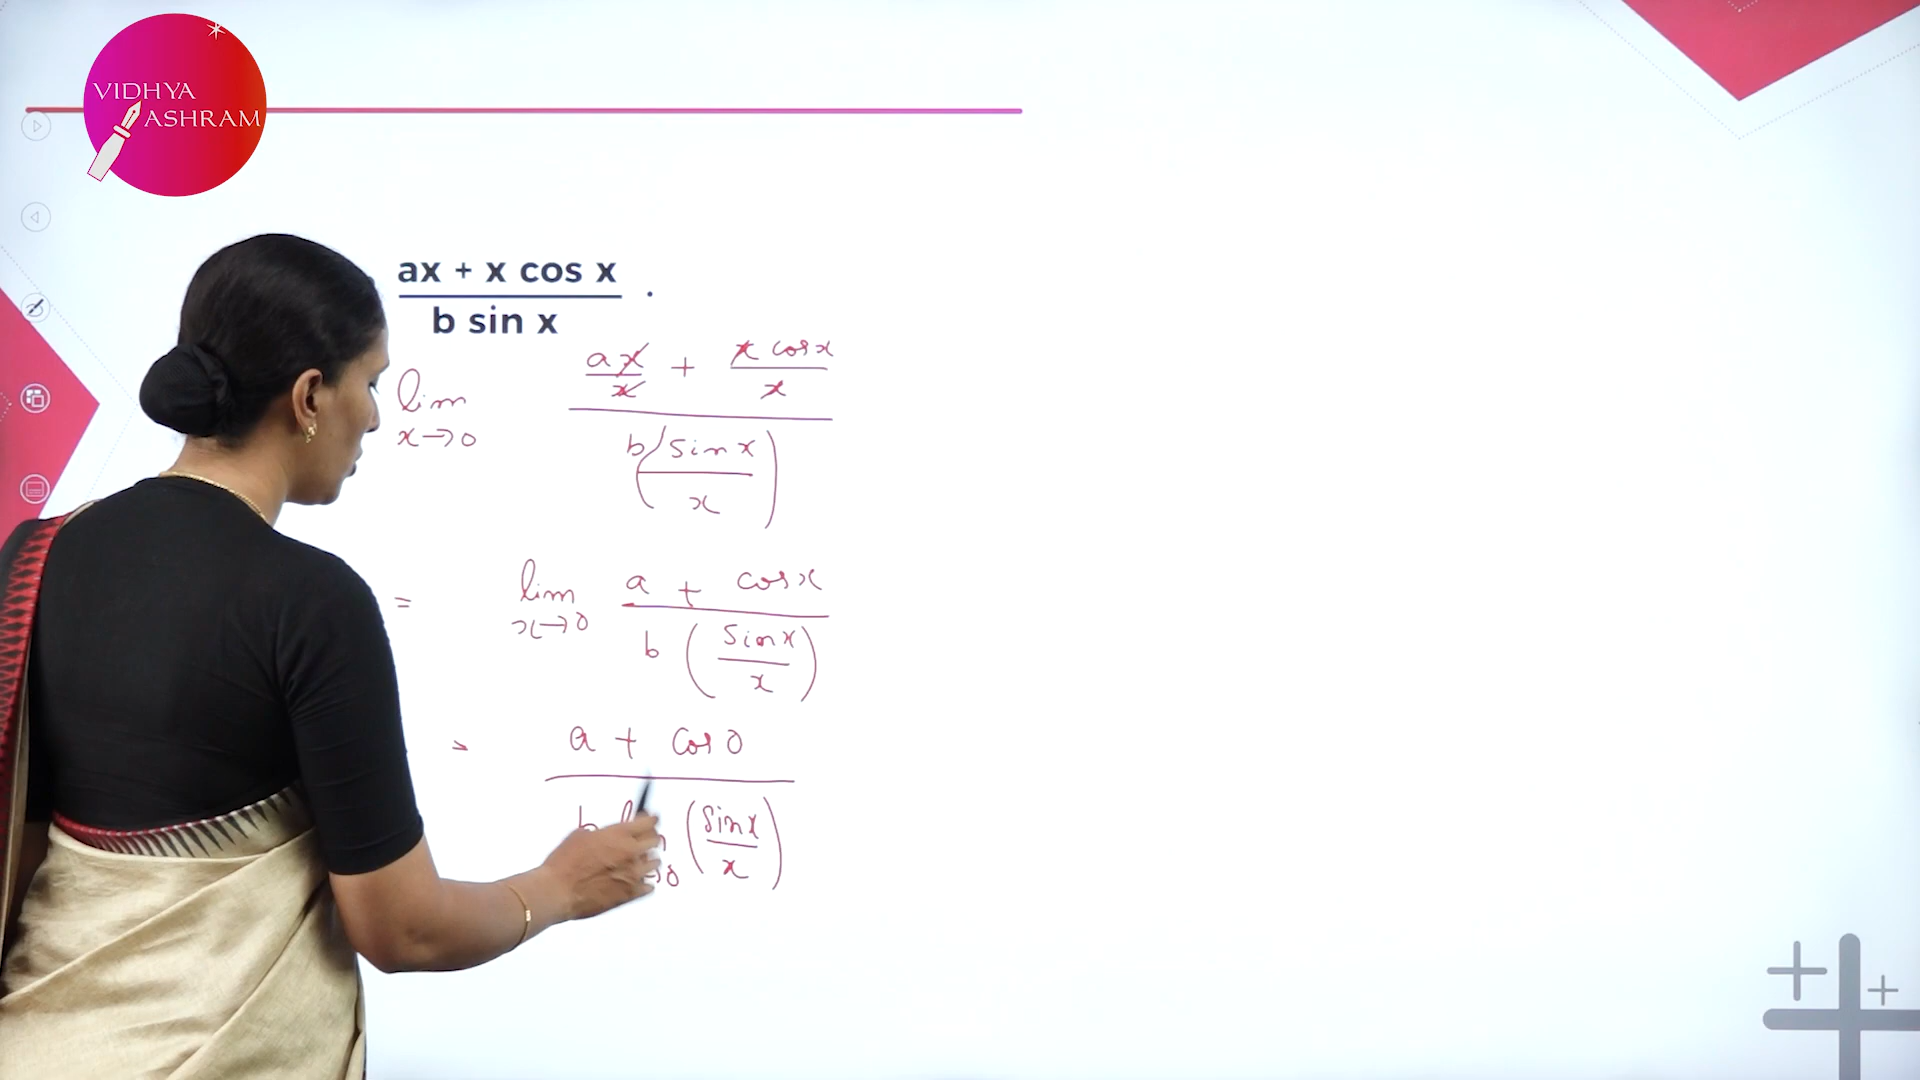 VIDHYA
ASHRAM
ax + x cos x
b sin x .
lim x→0 ax/x + x cos x/x
b(sin x/x)
= lim x→0 a + cos x
b (sin x/x)
a + cos 0
b (sin x/x)